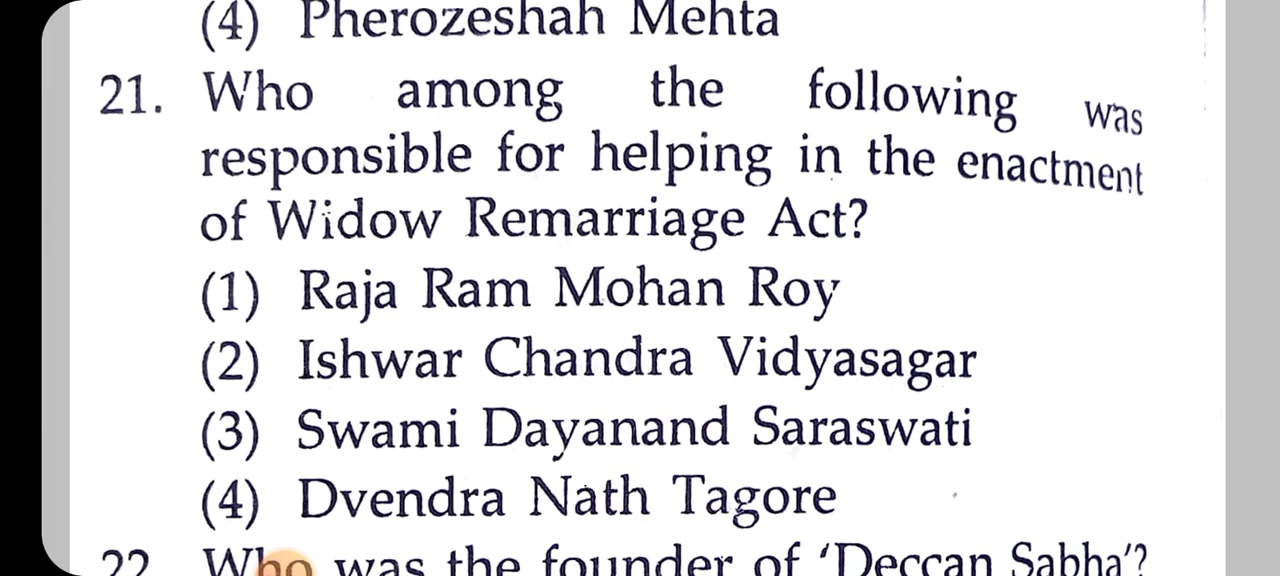 (4) Pherozeshah Mehta
21. Who among the following was
responsible for helping in the enactment
of Widow Remarriage Act?
(1) Raja Ram Mohan Roy
(2) Ishwar Chandra Vidyasagar
(3) Swami Dayanand Saraswati
(4) Dvendra Nath Tagore
22. Who was the founder of 'Deccan Sabha'?